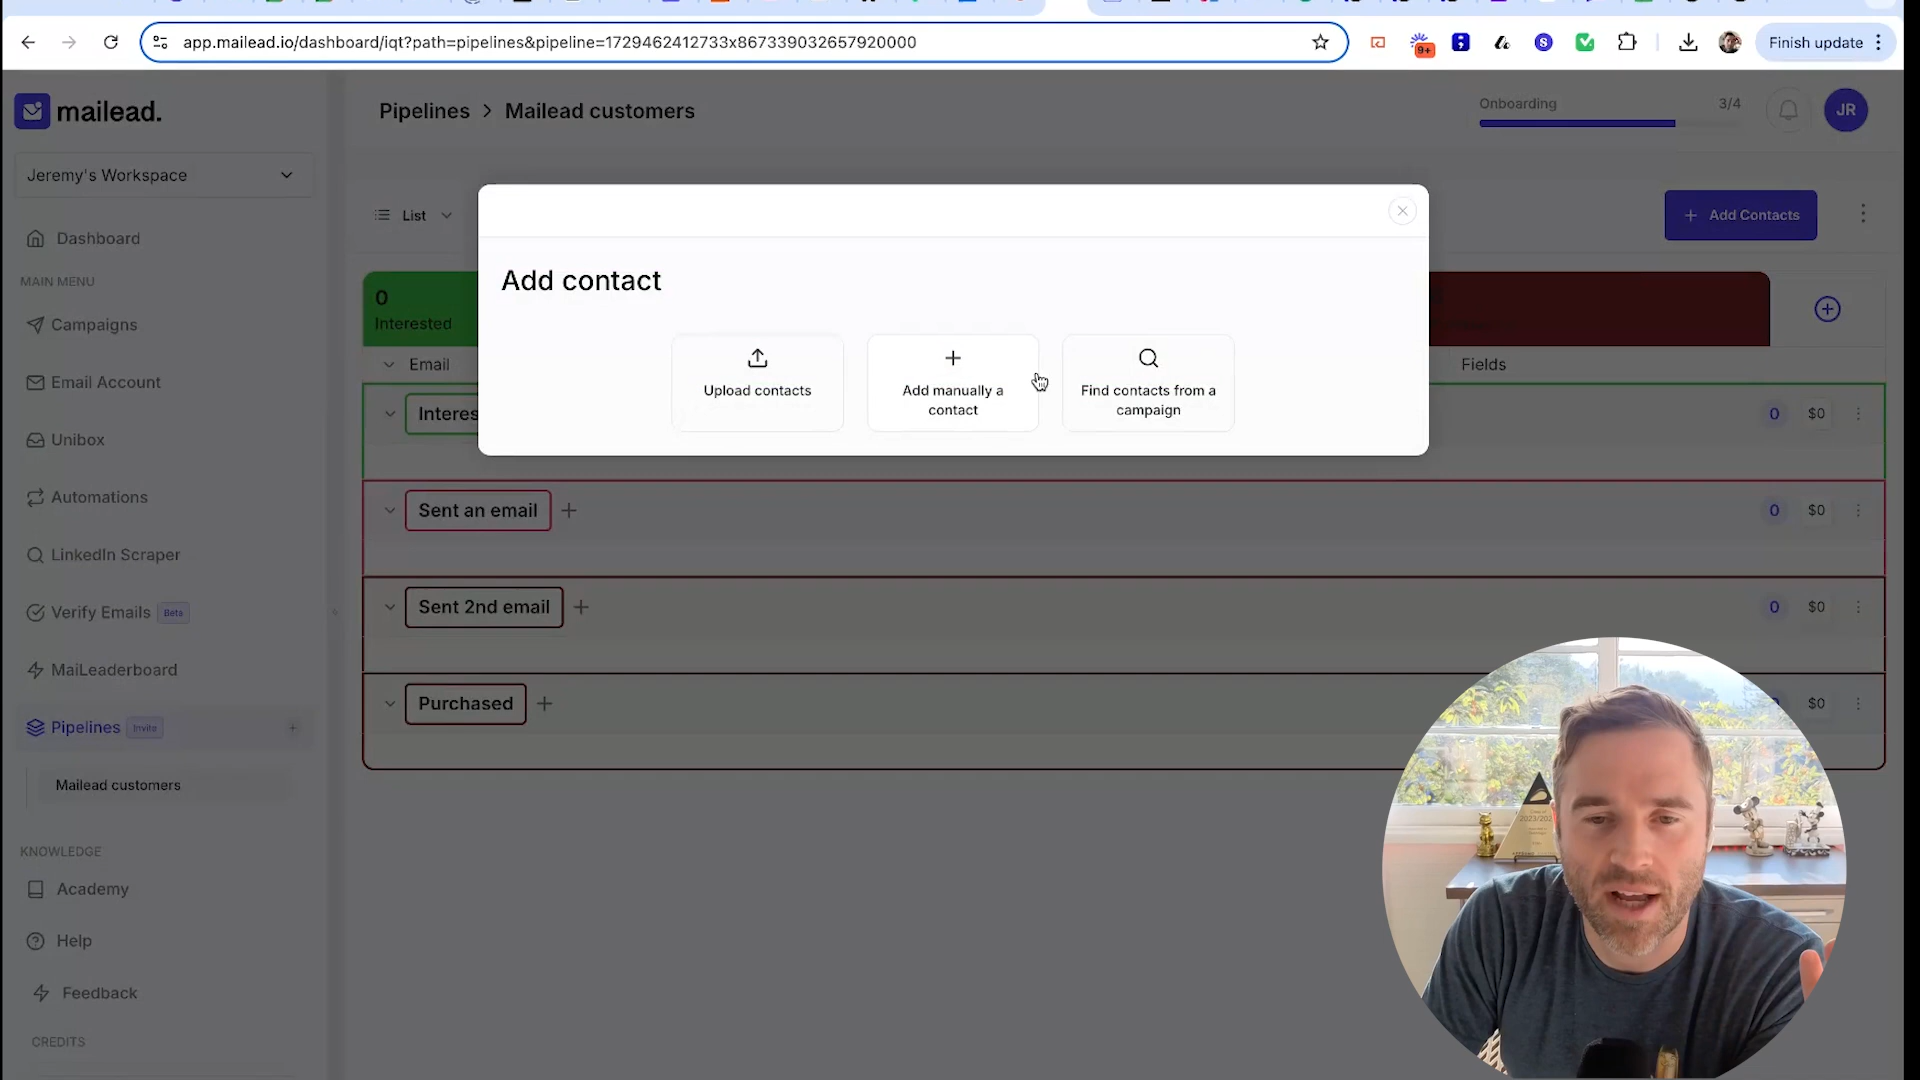 app.mailead.io/dashboard/iqt?path=pipelines&pipeline=1729462412733x867339032657920000
9+
Finish update
mailead.
Pipelines > Mailead customers
Onboarding
3/4
JR
Jeremy's Workspace
List
+ Add Contacts
Dashboard
MAIN MENU
Campaigns
Email Account
Unibox
Automations
LinkedIn Scraper
Verify Emails Beta
MaiLeaderboard
Pipelines Invite +
Mailead customers
KNOWLEDGE
Academy
Help
Feedback
CREDITS
Add contact
Upload contacts
Add manually a
contact
Find contacts from a
campaign
0
Interested
Email
Fields
Interes
0 $0
Sent an email +
0 $0
Sent 2nd email +
0 $0
Purchased +
$0
2023/202